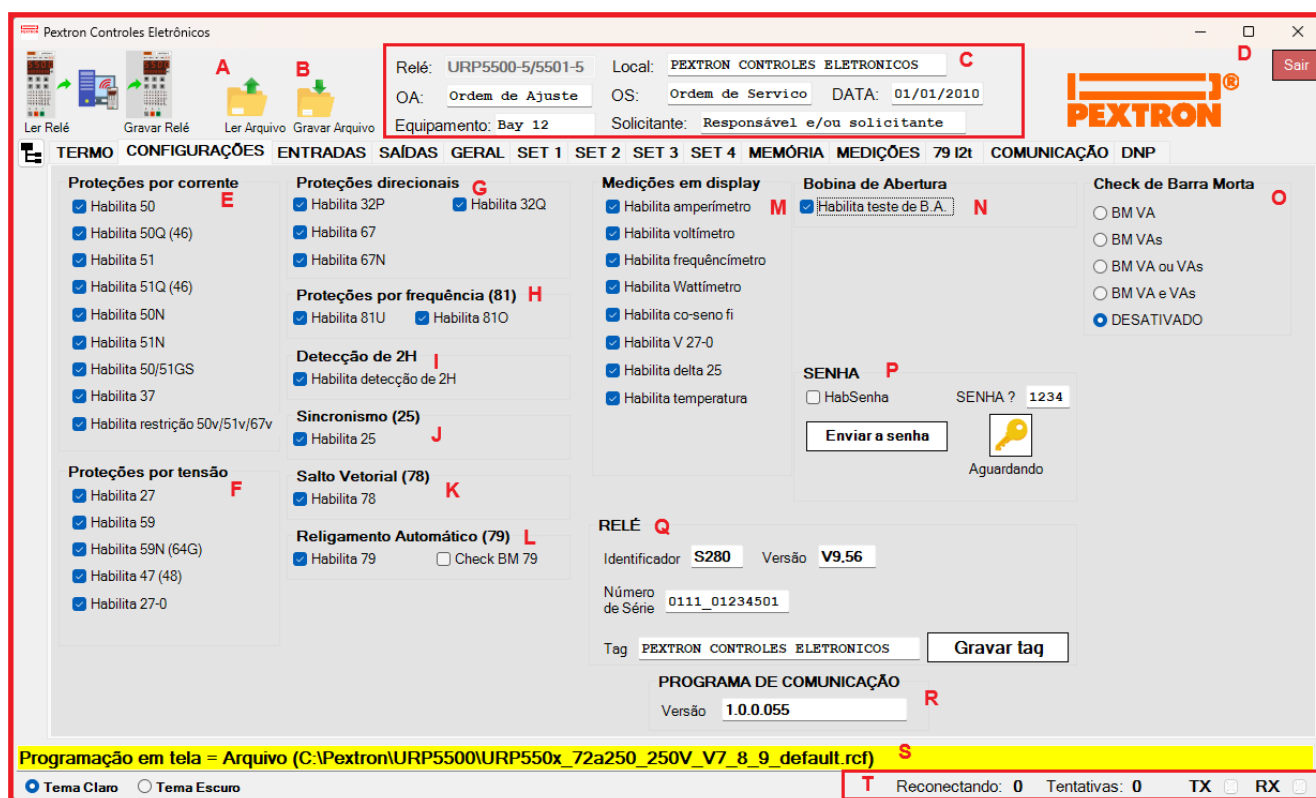 Pextron Controles Eletrônicos
A
B
C
D
Sair
Relé: URP5500-5/5501-5 Local: PEXTRON CONTROLES ELETRONICOS
OA: Ordem de Ajuste OS: Ordem de Servico DATA: 01/01/2010
Equipamento: Bay 12 Solicitante: Responsável e/ou solicitante
PEXTRON®
Ler Relé Gravar Relé Ler Arquivo Gravar Arquivo
TERMO CONFIGURAÇÕES ENTRADAS SAÍDAS GERAL SET 1 SET 2 SET 3 SET 4 MEMÓRIA MEDIÇÕES 79 I2t COMUNICAÇÃO DNP
Proteções por corrente
E
Habilita 50
Habilita 50Q (46)
Habilita 51
Habilita 51Q (46)
Habilita 50N
Habilita 51N
Habilita 50/51GS
Habilita 37
Habilita restrição 50v/51v/67v
Proteções por tensão
F
Habilita 27
Habilita 59
Habilita 59N (64G)
Habilita 47 (48)
Habilita 27-0
Proteções direcionais
G
Habilita 32P Habilita 32Q
Habilita 67
Habilita 67N
Proteções por frequência (81) H
Habilita 81U Habilita 81O
Detecção de 2H
I
Habilita detecção de 2H
Sincronismo (25)
Habilita 25
J
Salto Vetorial (78)
K
Habilita 78
Religamento Automático (79) L
Habilita 79 Check BM 79
Medições em display
Habilita amperímetro M
Habilita voltímetro
Habilita frequêncímetro
Habilita Wattímetro
Habilita co-seno fi
Habilita V 27-0
Habilita delta 25
Habilita temperatura
Bobina de Abertura
Habilita teste de B.A. N
Check de Barra Morta
O
BM VA
BM VAs
BM VA ou VAs
BM VA e VAs
DESATIVADO
SENHA P
HabSenha SENHA ? 1234
Enviar a senha
Aguardando
RELÉ Q
Identificador S280 Versão V9,56
Número
de Série 0111_01234501
Tag PEXTRON CONTROLES ELETRONICOS Gravar tag
PROGRAMA DE COMUNICAÇÃO
R
Versão 1.0.0.055
Programação em tela = Arquivo (C:\Pextron\URP5500\URP550x_72a250_250V_V7_8_9_default.rcf) S
Tema Claro Tema Escuro T Reconectando: 0 Tentativas: 0 TX RX